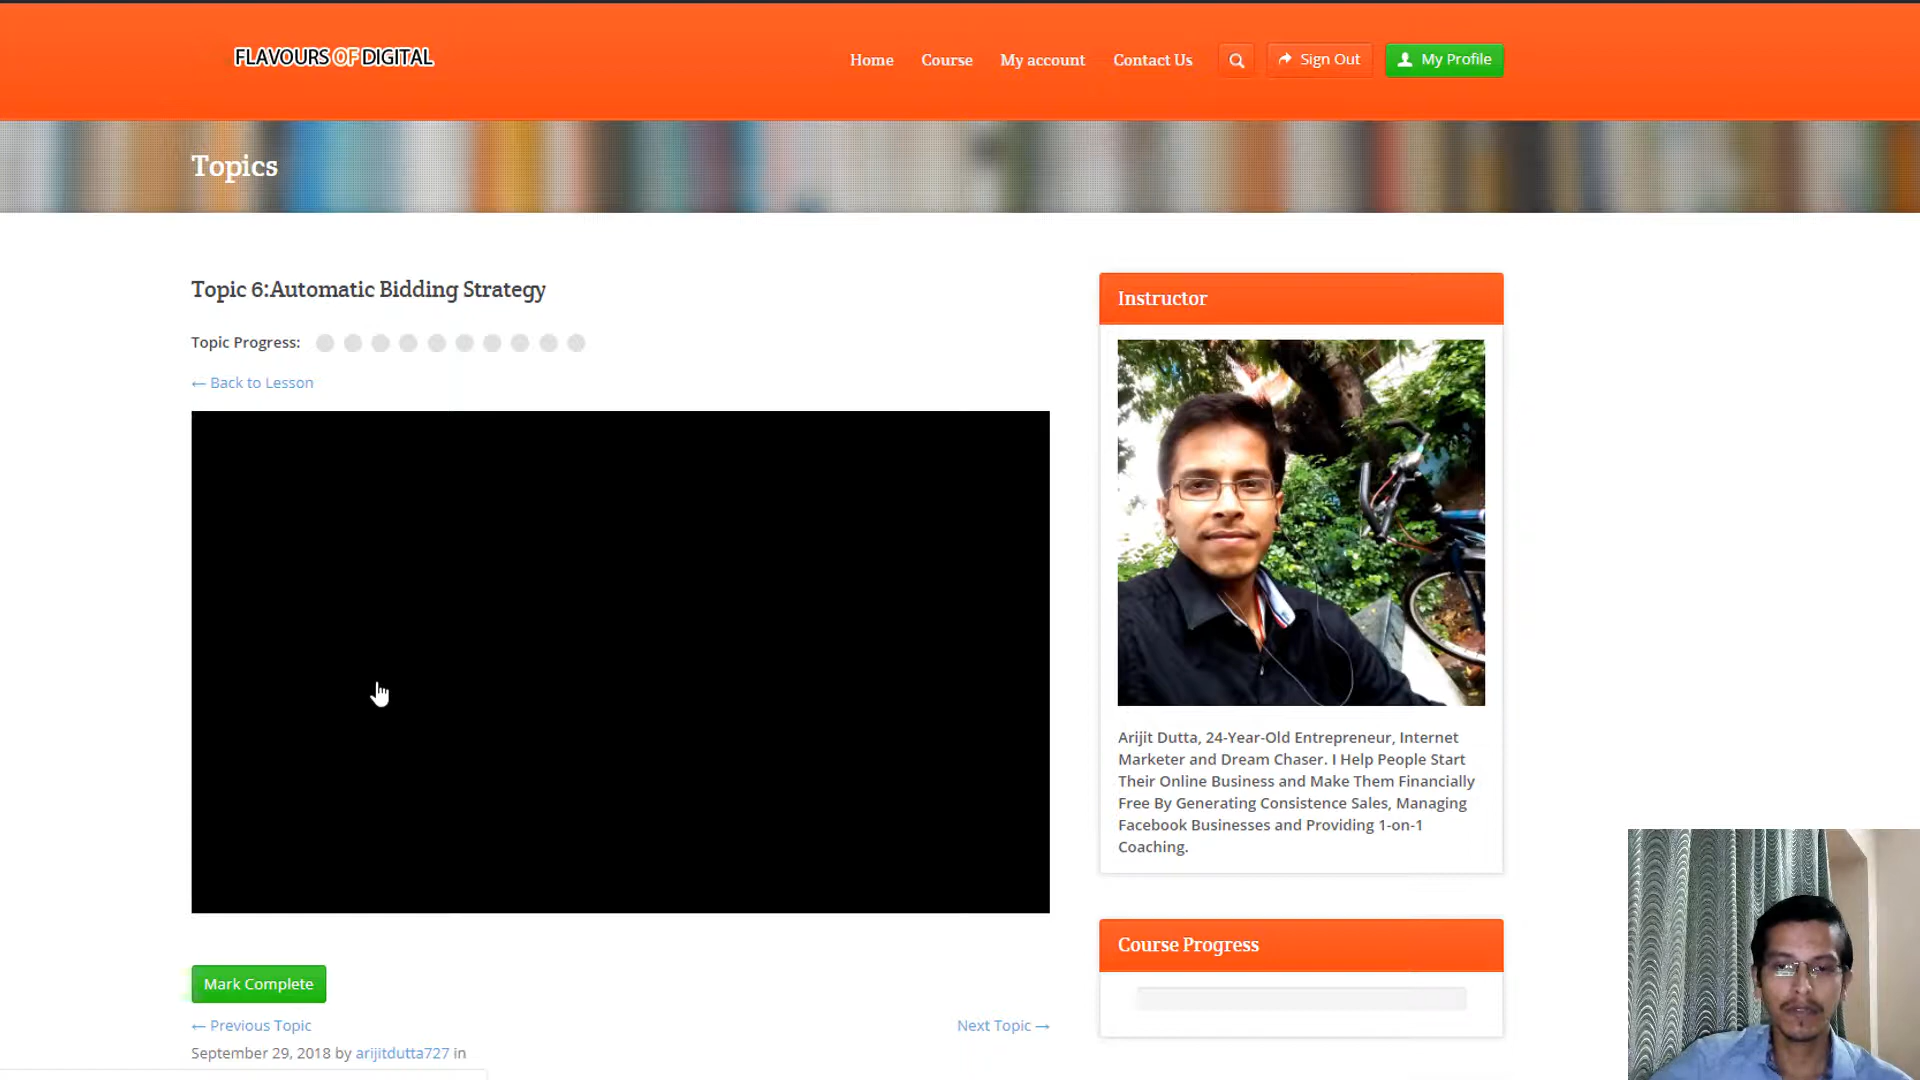 FLAVOURS OF DIGITAL
Home
Course
My account
Contact Us
Sign Out
My Profile
Topics
Topic 6:Automatic Bidding Strategy
Topic Progress:
← Back to Lesson
Mark Complete
← Previous Topic
Next Topic →
September 29, 2018 by arijitdutta727 in
Instructor
Arijit Dutta, 24-Year-Old Entrepreneur, Internet
Marketer and Dream Chaser. I Help People Start
Their Online Business and Make Them Financially
Free By Generating Consistence Sales, Managing
Facebook Businesses and Providing 1-on-1
Coaching.
Course Progress